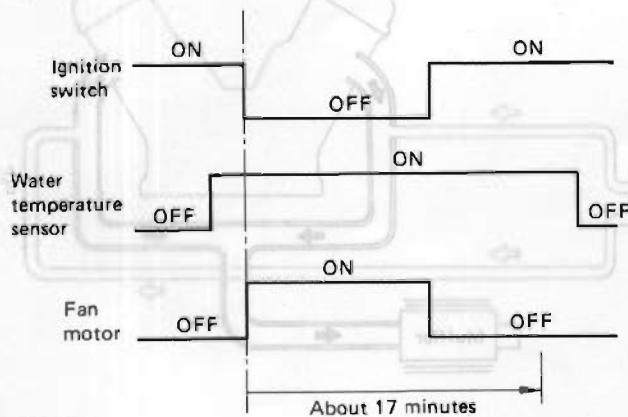 ON
ON
Ignition
switch
OFF
ON
Water
temperature
sensor
OFF
OFF
ON
Fan
motor
OFF
OFF
About 17 minutes